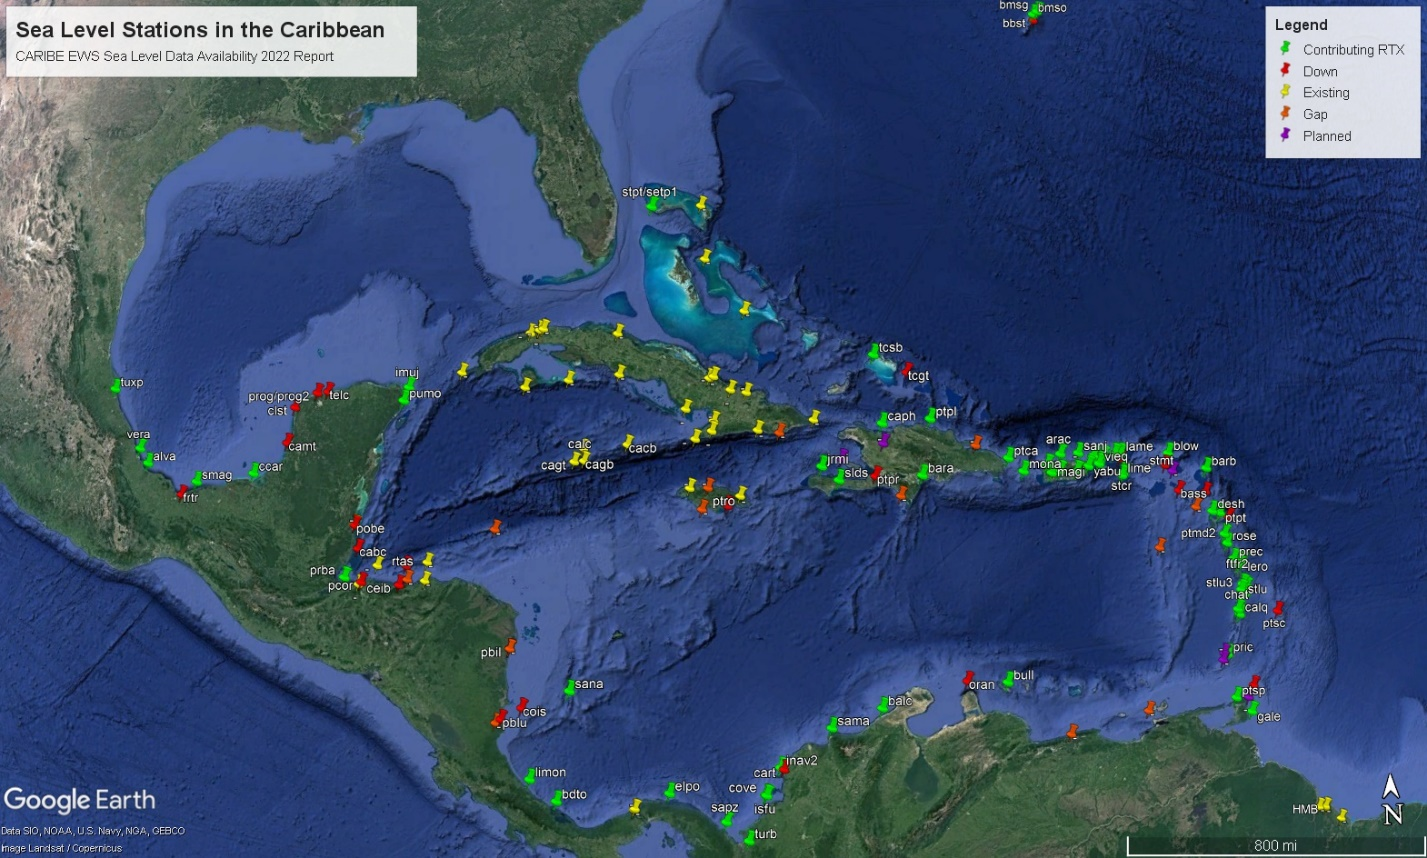 Sea Level Stations in the Caribbean
CARIBE EWS Sea Level Data Availability 2022 Report
bmsg
bmso
bbst
Legend
Contributing RTX
Down
Existing
Gap
Planned
stpt/setp1
tcsb
tcgt
imuj
pumo
tuxp
prog/prog2
telc
clst
caph
ptpl
vera
alva
camt
smag
ccar
frtr
cacb
cagt
cagb
jrmi
slds
ptpr
bara
ptca
arac
sanj
lame
blow
mona
magi
vieq
yabu
lime
stmt
barb
stcr
bass
ptro
desh
ptpt
pobe
cabc
ptmd2
rose
prec
lero
prba
rtas
pcor
ceib
stlu3
stlu
chat
calq
ptsc
pbil
pric
sana
oran
bull
ptsp
cois
pblu
balc
sama
gale
limon
inav2
cart
bdto
elpo
cove
isfu
sapz
turb
HMB
N
Google Earth
Data SIO, NOAA, U.S. Navy, NGA, GEBCO
Image Landsat / Copernicus
800 mi